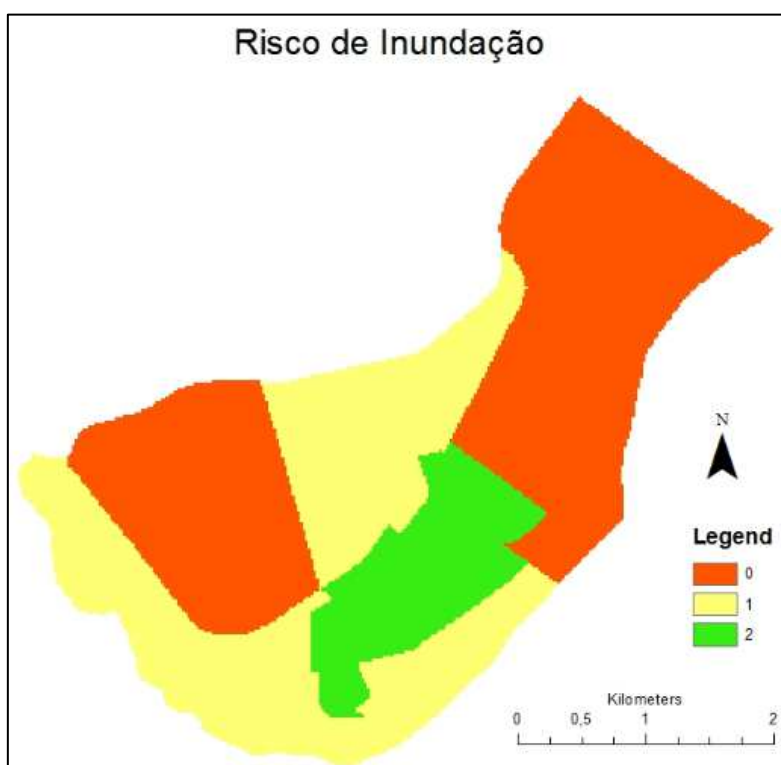 Risco de Inundação
N
Legend
0
1
2
Kilometers
0 0,5 1 2